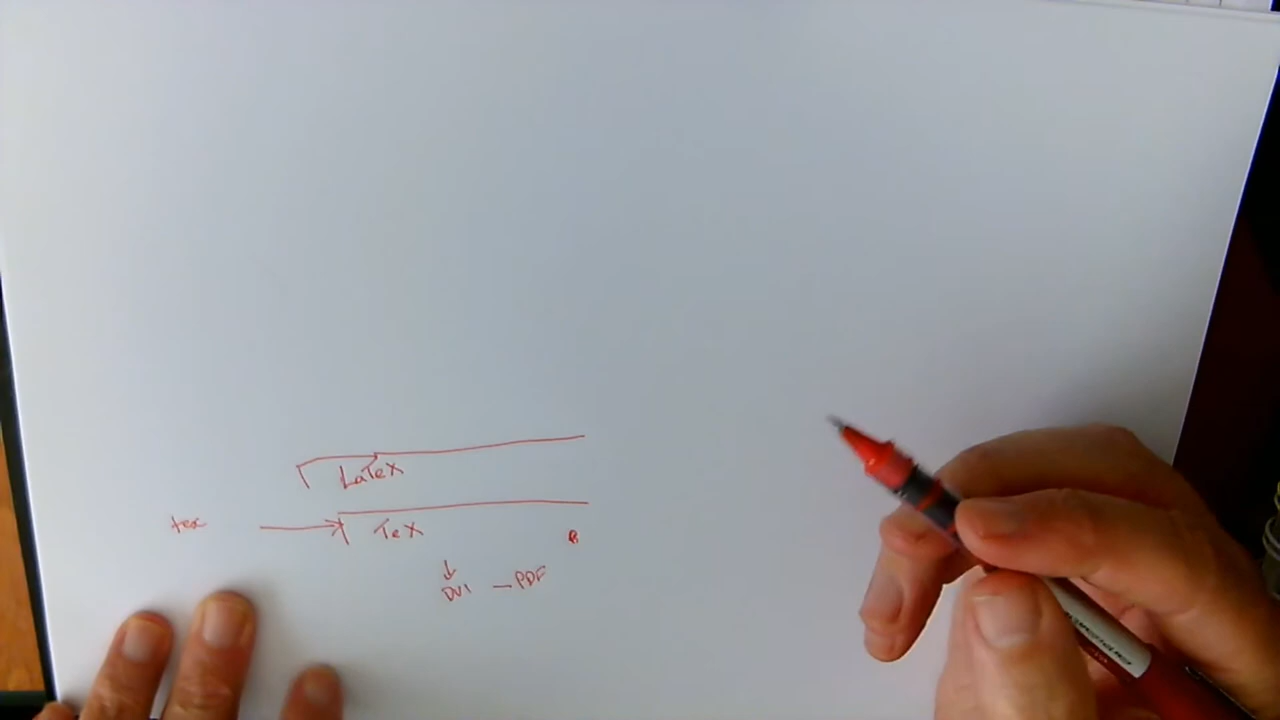 LaTeX
tex → TeX
↓
DVI — PDF